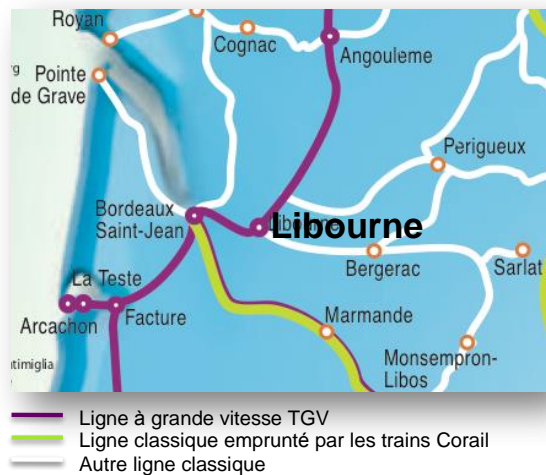 Royan
Cognac
Angouleme
Pointe
de Grave
Perigueux
Bordeaux
Saint-Jean
Libourne
Libourne
Bergerac
Sarlat
La Teste
Arcachon
Facture
Marmande
Monsempron-
Libos
Ligne à grande vitesse TGV
Ligne classique emprunté par les trains Corail
Autre ligne classique